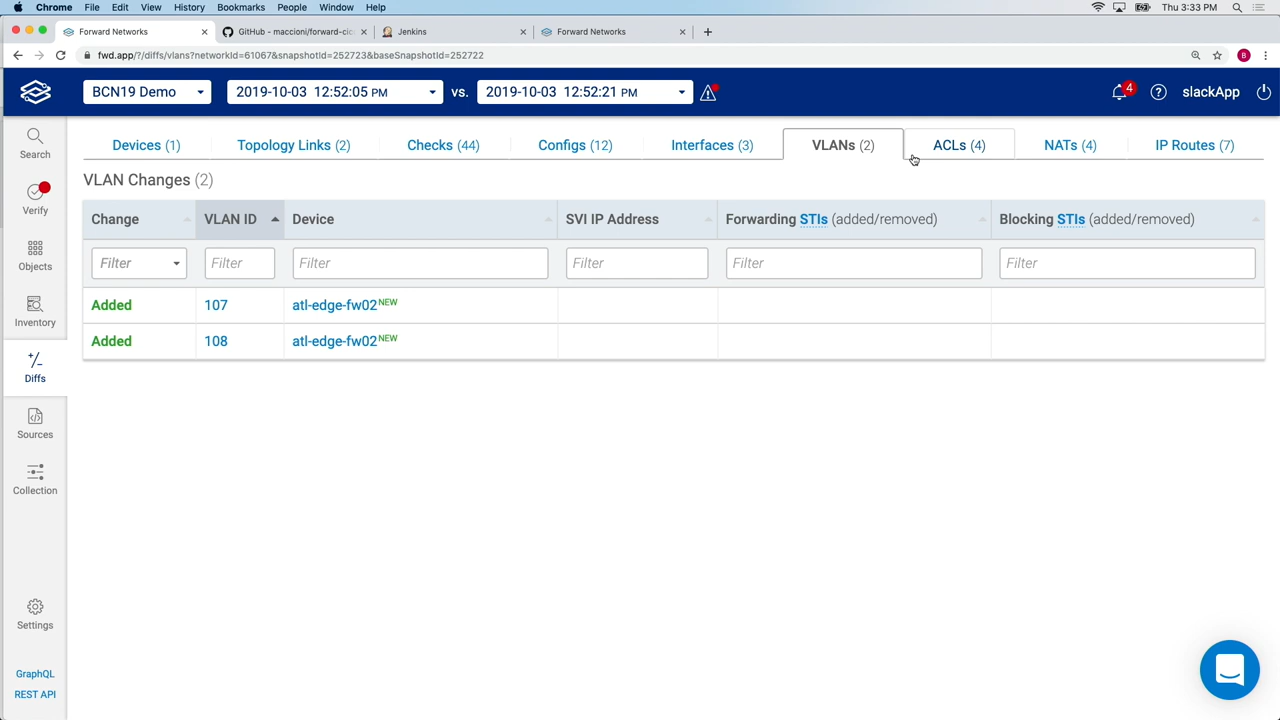 Chrome File Edit View History Bookmarks People Window Help Thu 3:33 PM
Forward Networks GitHub - maccioni/forward-cic Jenkins Forward Networks
fwd.app/?/diffs/vlans?networkId=61067&snapshotId=252723&baseSnapshotId=252722 B
BCN19 Demo 2019-10-03 12:52:05 PM vs. 2019-10-03 12:52:21 PM 4 slackApp
Search
Verify
Objects
Inventory
Diffs
Sources
Collection
Settings
GraphQL
REST API
Devices (1) Topology Links (2) Checks (44) Configs (12) Interfaces (3) VLANs (2) ACLs (4) NATs (4) IP Routes (7)
VLAN Changes (2)
Change VLAN ID Device SVI IP Address Forwarding STIs (added/removed) Blocking STIs (added/removed)
Filter Filter Filter Filter Filter Filter
Added 107 atl-edge-fw02 NEW
Added 108 atl-edge-fw02 NEW